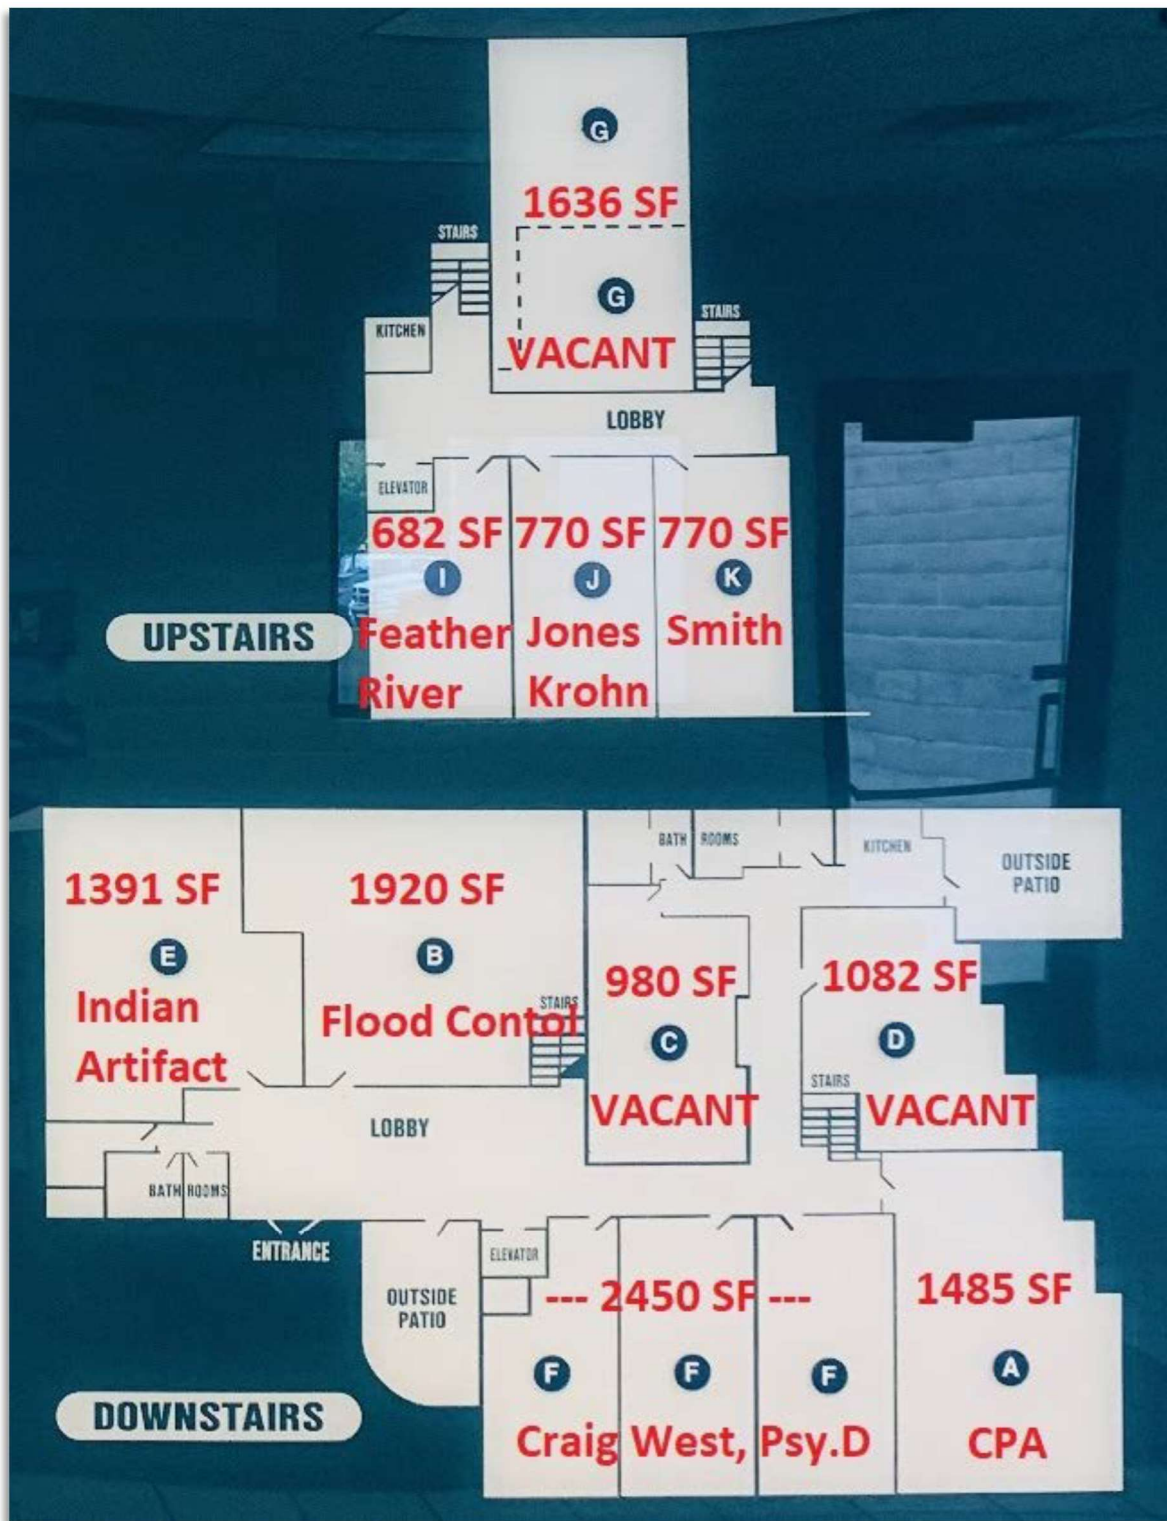 G
1636 SF
STAIRS
G
STAIRS
KITCHEN
VACANT
LOBBY
ELEVATOR
682 SF
770 SF
770 SF
I
J
K
UPSTAIRS
Feather
River
Jones
Krohn
Smith
BATH ROOMS
KITCHEN
OUTSIDE
PATIO
1391 SF
1920 SF
E
B
980 SF
1082 SF
Indian
Artifact
Flood Contol
STAIRS
C
D
STAIRS
VACANT
VACANT
LOBBY
BATH ROOMS
ENTRANCE
ELEVATOR
OUTSIDE
PATIO
--- 2450 SF ---
1485 SF
F
F
F
A
DOWNSTAIRS
Craig West, Psy.D
CPA